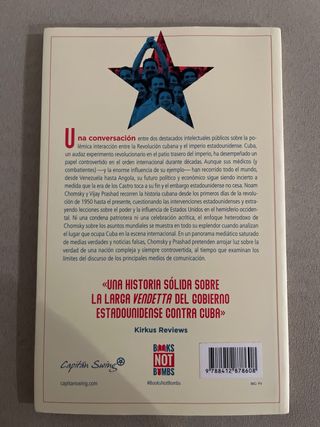 Una conversación entre dos destacados intelectuales públicos sobre la po-
lémica interacción entre la Revolución cubana y el imperio estadounidense. Cuba,
un audaz experimento revolucionario en el patio trasero del imperio, ha desempeñado un
papel controvertido en el orden internacional durante décadas. Aunque sus médicos (y
combatientes) —y la enorme influencia de su ejemplo— han recorrido todo el mundo,
desde Venezuela hasta Angola, su futuro político y económico sigue siendo incierto a
medida que la era de los Castro toca a su fin y el embargo estadounidense no cesa. Noam
Chomsky y Vijay Prashad recorren la historia cubana desde los primeros días de la revolución
de 1950 hasta el presente, cuestionando las intervenciones estadounidenses y extra-
yendo lecciones sobre el poder y la influencia de Estados Unidos en el hemisferio occiden-
tal. Ni una condena patriotera ni una celebración acrítica, el enfoque heterodoxo de
Chomsky sobre los asuntos mundiales se muestra en todo su esplendor cuando analizan
el lugar que ocupa Cuba en la escena internacional. En un panorama mediático saturado
de medias verdades y noticias falsas, Chomsky y Prashad pretenden arrojar luz sobre la
verdad de una nación compleja y siempre controvertida, al tiempo que examinan los
límites del discurso de los principales medios de comunicación.
«UNA HISTORIA SÓLIDA SOBRE
LA LARGA VENDETTA DEL GOBIERNO
ESTADOUNIDENSE CONTRA CUBA»
Kirkus Reviews
Capitán Swing
capitanswing.com
BOOKS
NOT
BOMBS
#BooksNotBombs
9 788412 878608